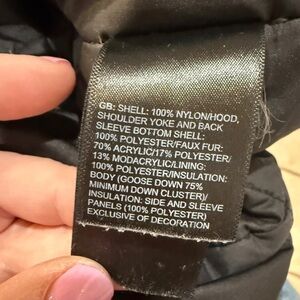 GB: SHELL: 100% NYLON/HOOD,
SHOULDER YOKE AND BACK
SLEEVE BOTTOM SHELL:
100% POLYESTER/FAUX FUR:
70% ACRYLIC/17% POLYESTER/
13% MODACRYLIC/LINING:
100% POLYESTER/INSULATION:
BODY (GOOSE DOWN 75%
MINIMUM DOWN CLUSTER)/
INSULATION: SIDE AND SLEEVE
PANELS (100% POLYESTER)
EXCLUSIVE OF DECORATION